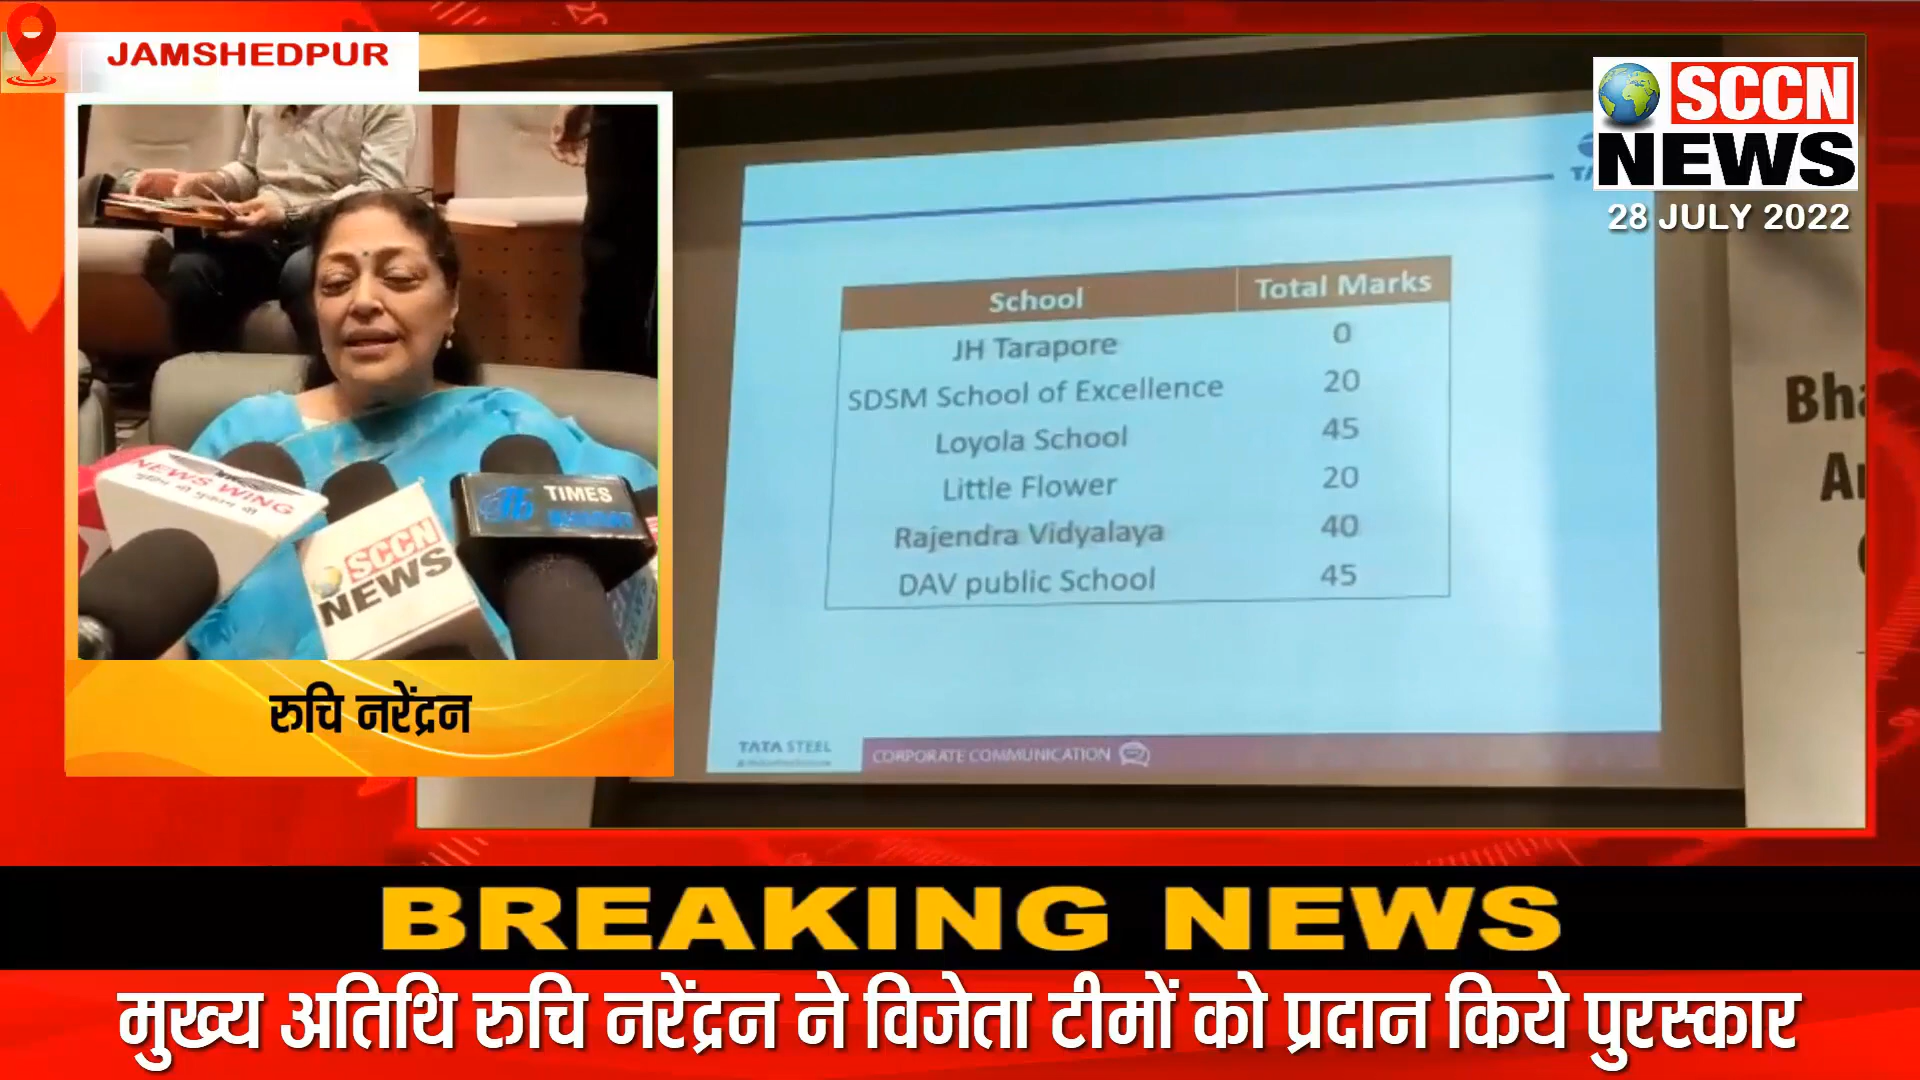 JAMSHEDPUR
SCCN
NEWS
28 JULY 2022
School Total Marks
JH Tarapore 0
SDSM School of Excellence 20
Loyola School 45
Little Flower 20
Rajendra Vidyalaya 40
DAV public School 45
TATA STEEL
CORPORATE COMMUNICATION
NEWS WING
SCCN
NEWS
TIMES
रुचि नरेंद्रन
BREAKING NEWS
मुख्य अतिथि रुचि नरेंद्रन ने विजेता टीमों को प्रदान किये पुरस्कार